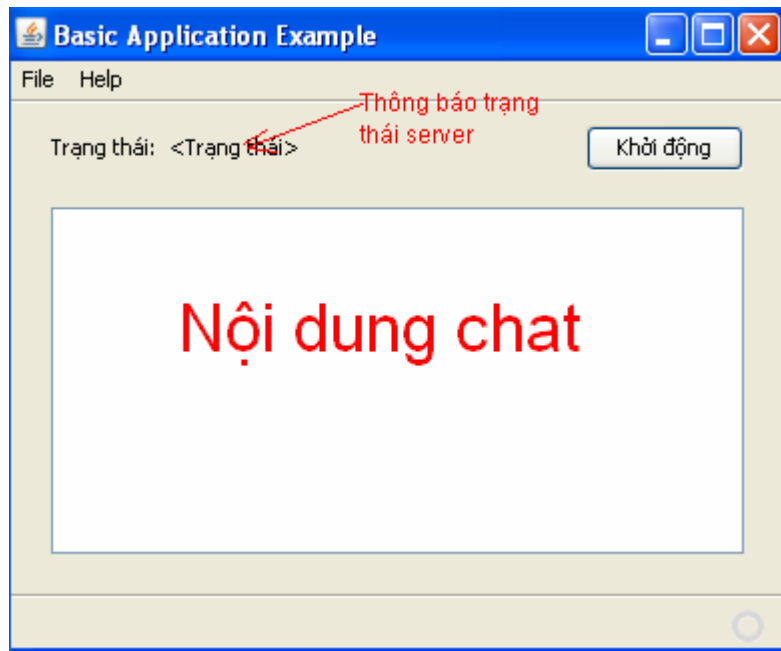 Basic Application Example
File Help
Thông báo trạng
thái server
Trạng thái: <Trạng thái>
Khởi động
Nội dung chat